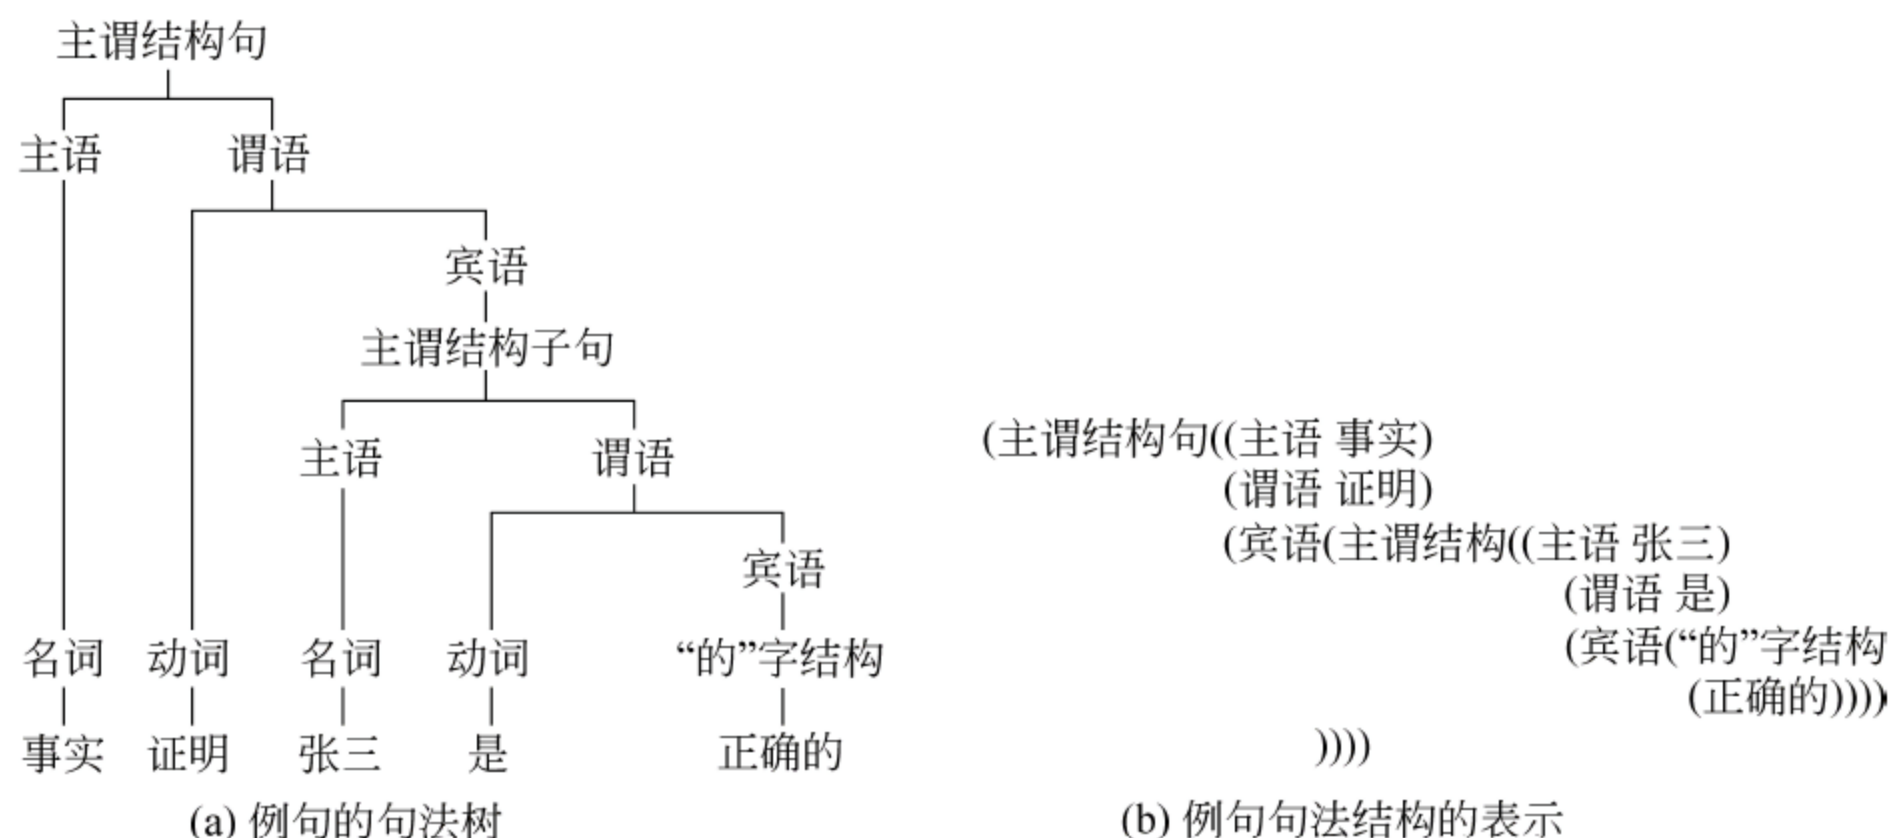 主谓结构句
主语 谓语
宾语
主谓结构子句
主语 谓语
宾语
名词 动词 名词 动词 “的”字结构
事实 证明 张三 是 正确的
(a) 例句的句法树
(主谓结构句((主语 事实)
(谓语 证明)
(宾语(主谓结构((主语 张三)
(谓语 是)
(宾语(“的”字结构
(正确的))))
))))
(b) 例句句法结构的表示